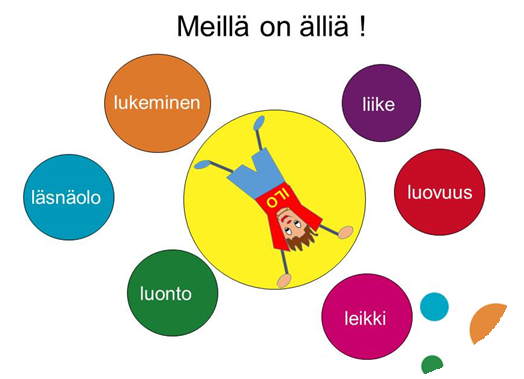 Meillä on älliä !
lukeminen
liike
läsnäolo
ILO
luovuus
luonto
leikki